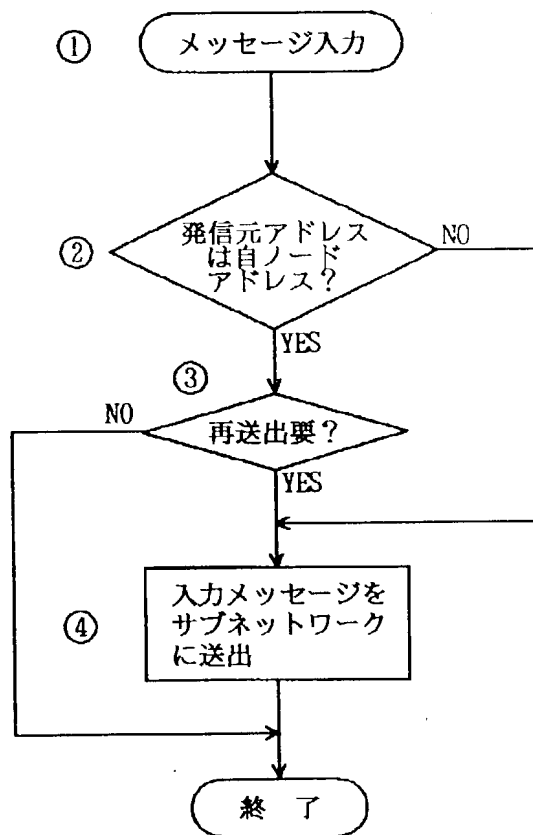 ① メッセージ入力
② 発信元アドレス
は自ノード
アドレス？
NO
YES
③
NO
再送出要？
YES
④ 入力メッセージを
サブネットワーク
に送出
終 了